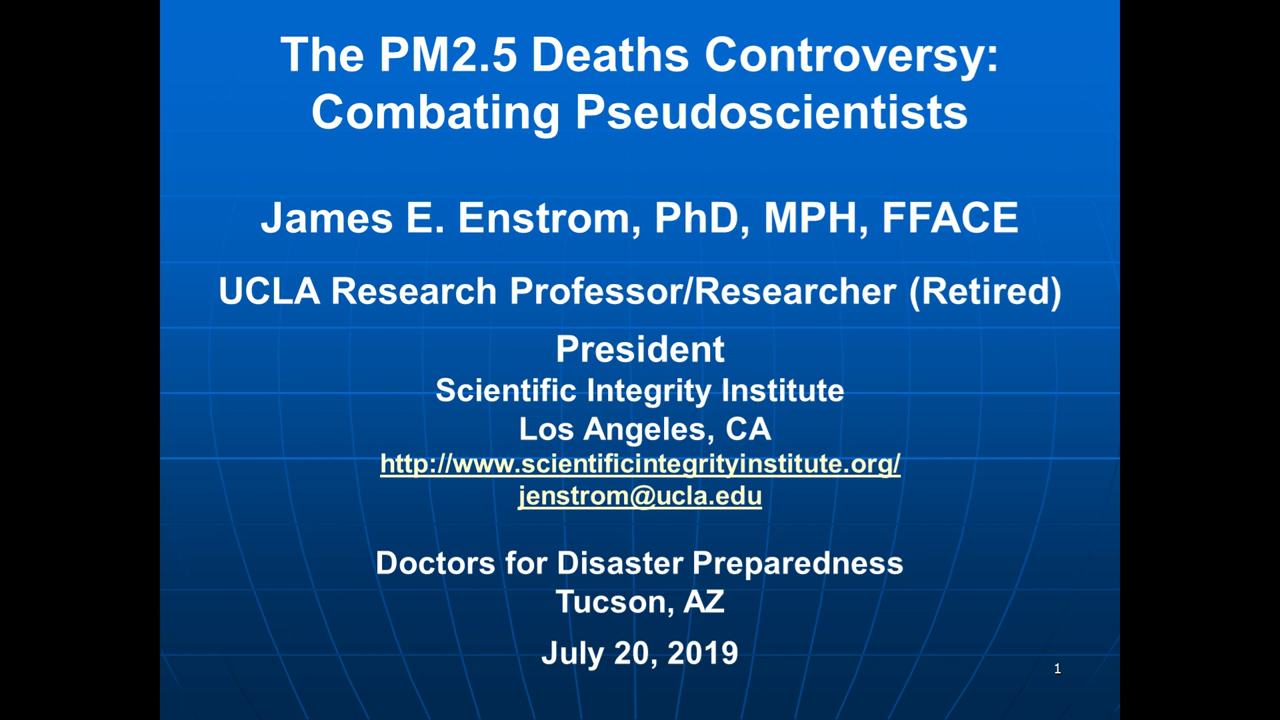 The PM2.5 Deaths Controversy:
Combating Pseudoscientists
James E. Enstrom, PhD, MPH, FFACE
UCLA Research Professor/Researcher (Retired)
President
Scientific Integrity Institute
Los Angeles, CA
http://www.scientificintegrityinstitute.org/
jenstrom@ucla.edu
Doctors for Disaster Preparedness
Tucson, AZ
July 20, 2019
1